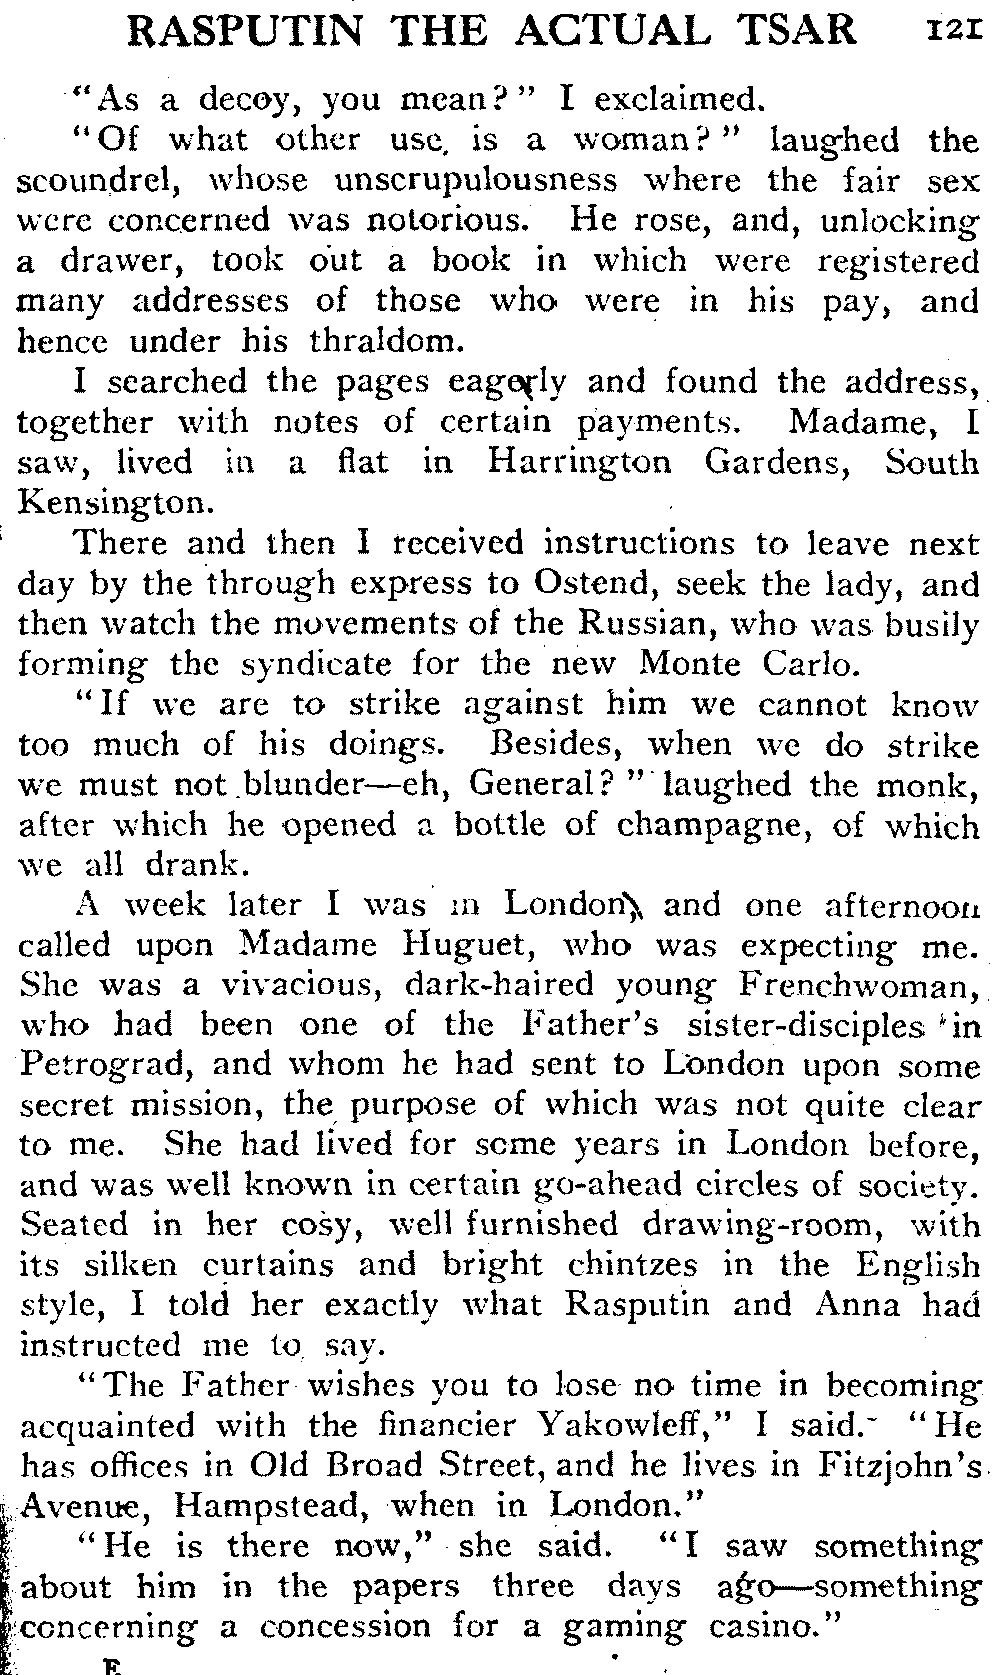 RASPUTIN THE ACTUAL TSAR 121
"As a decoy, you mean?" I exclaimed.
"Of what other use is a woman?" laughed the
scoundrel, whose unscrupulousness where the fair sex
were concerned was notorious. He rose, and, unlocking
a drawer, took out a book in which were registered
many addresses of those who were in his pay, and
hence under his thraldom.
I searched the pages eagerly and found the address,
together with notes of certain payments. Madame, I
saw, lived in a flat in Harrington Gardens, South
Kensington.
There and then I received instructions to leave next
day by the through express to Ostend, seek the lady, and
then watch the movements of the Russian, who was busily
forming the syndicate for the new Monte Carlo.
"If we are to strike against him we cannot know
too much of his doings. Besides, when we do strike
we must not blunder—eh, General?" laughed the monk,
after which he opened a bottle of champagne, of which
we all drank.
A week later I was in London, and one afternoon
called upon Madame Huguet, who was expecting me.
She was a vivacious, dark-haired young Frenchwoman,
who had been one of the Father's sister-disciples in
Petrograd, and whom he had sent to London upon some
secret mission, the purpose of which was not quite clear
to me. She had lived for some years in London before,
and was well known in certain go-ahead circles of society.
Seated in her cosy, well furnished drawing-room, with
its silken curtains and bright chintzes in the English
style, I told her exactly what Rasputin and Anna had
instructed me to say.
"The Father wishes you to lose no time in becoming
acquainted with the financier Yakowleff," I said. "He
has offices in Old Broad Street, and he lives in Fitzjohn's
Avenue, Hampstead, when in London."
"He is there now," she said. "I saw something
about him in the papers three days ago—something
concerning a concession for a gaming casino."
E